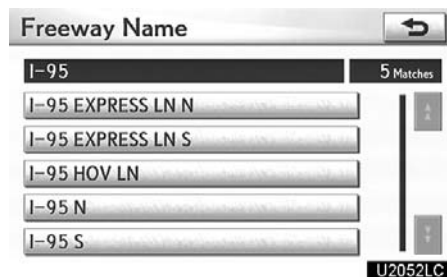 Freeway Name
I-95 5 Matches
I-95 EXPRESS LN N
I-95 EXPRESS LN S
I-95 HOV LN
I-95 N
I-95 S
U2052LC